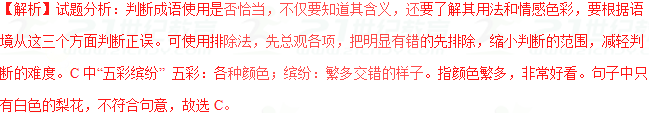 【解析】试题分析：判断成语使用是否恰当，不仅要知道其含义，还要了解其用法和情感色彩，要根据语
境从这三个方面判断正误。可使用排除法，先总观各项，把明显有错的先排除，缩小判断的范围，减轻判
断的难度。C 中“五彩缤纷” 五彩：各种颜色；缤纷：繁多交错的样子。指颜色繁多，非常好看。句子中只
有白色的梨花，不符合句意，故选 C。